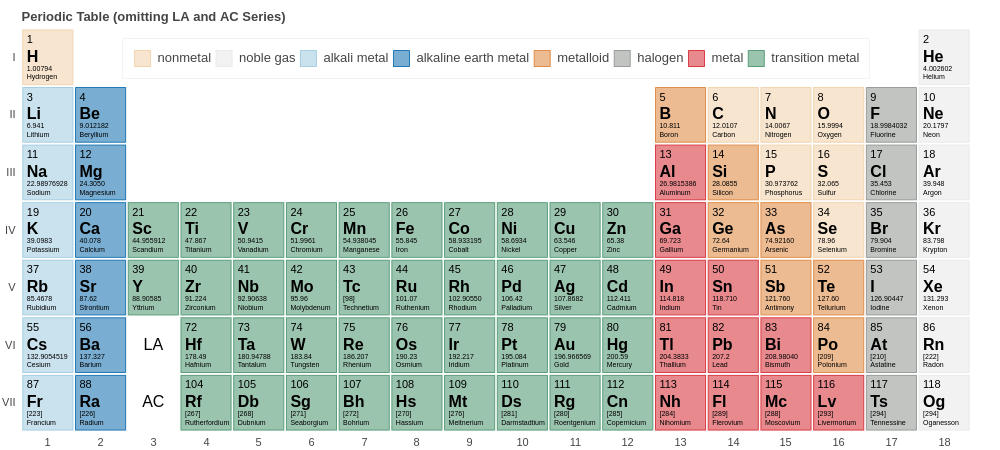 Periodic Table (omitting LA and AC Series)
I
1
H
1.00794
Hydrogen
nonmetal noble gas alkali metal alkaline earth metal metalloid halogen metal transition metal
2
He
4.002602
Helium
II
3 4 5 6 7 8 9 10
Li Be B C N O F Ne
6.941 9.012182 10.811 12.0107 14.0067 15.9994 18.9984032 20.1797
Lithium Beryllium Boron Carbon Nitrogen Oxygen Fluorine Neon
III
11 12 13 14 15 16 17 18
Na Mg Al Si P S Cl Ar
22.98976928 24.3050 26.9815386 28.0855 30.973762 32.065 35.453 39.948
Sodium Magnesium Aluminum Silicon Phosphorus Sulfur Chlorine Argon
IV
19 20 21 22 23 24 25 26 27 28 29 30 31 32 33 34 35 36
K Ca Sc Ti V Cr Mn Fe Co Ni Cu Zn Ga Ge As Se Br Kr
39.0983 40.078 44.955912 47.867 50.9415 51.9961 54.938045 55.845 58.933195 58.6934 63.546 65.38 69.723 72.64 74.92160 78.96 79.904 83.798
Potassium Calcium Scandium Titanium Vanadium Chromium Manganese Iron Cobalt Nickel Copper Zinc Gallium Germanium Arsenic Selenium Bromine Krypton
V
37 38 39 40 41 42 43 44 45 46 47 48 49 50 51 52 53 54
Rb Sr Y Zr Nb Mo Tc Ru Rh Pd Ag Cd In Sn Sb Te I Xe
85.4678 87.62 88.90585 91.224 92.90638 95.96 [98] 101.07 102.90550 106.42 107.8682 112.411 114.818 118.710 121.760 127.60 126.90447 131.293
Rubidium Strontium Yttrium Zirconium Niobium Molybdenum Technetium Ruthenium Rhodium Palladium Silver Cadmium Indium Tin Antimony Tellurium Iodine Xenon
VI
55 56 72 73 74 75 76 77 78 79 80 81 82 83 84 85 86
Cs Ba LA Hf Ta W Re Os Ir Pt Au Hg Tl Pb Bi Po At Rn
132.9054519 137.327 178.49 180.94788 183.84 186.207 190.23 192.217 195.084 196.966569 200.59 204.3833 207.2 208.98040 [209] [210] [222]
Cesium Barium Hafnium Tantalum Tungsten Rhenium Osmium Iridium Platinum Gold Mercury Thallium Lead Bismuth Polonium Astatine Radon
VII
87 88 104 105 106 107 108 109 110 111 112 113 114 115 116 117 118
Fr Ra AC Rf Db Sg Bh Hs Mt Ds Rg Cn Nh Fl Mc Lv Ts Og
[223] [226] [267] [268] [271] [272] [270] [276] [281] [280] [285] [284] [289] [288] [293] [294] [294]
Francium Radium Rutherfordium Dubnium Seaborgium Bohrium Hassium Meitnerium Darmstadtium Roentgenium Copernicium Nihonium Flerovium Moscovium Livermorium Tennessine Oganesson
1 2 3 4 5 6 7 8 9 10 11 12 13 14 15 16 17 18